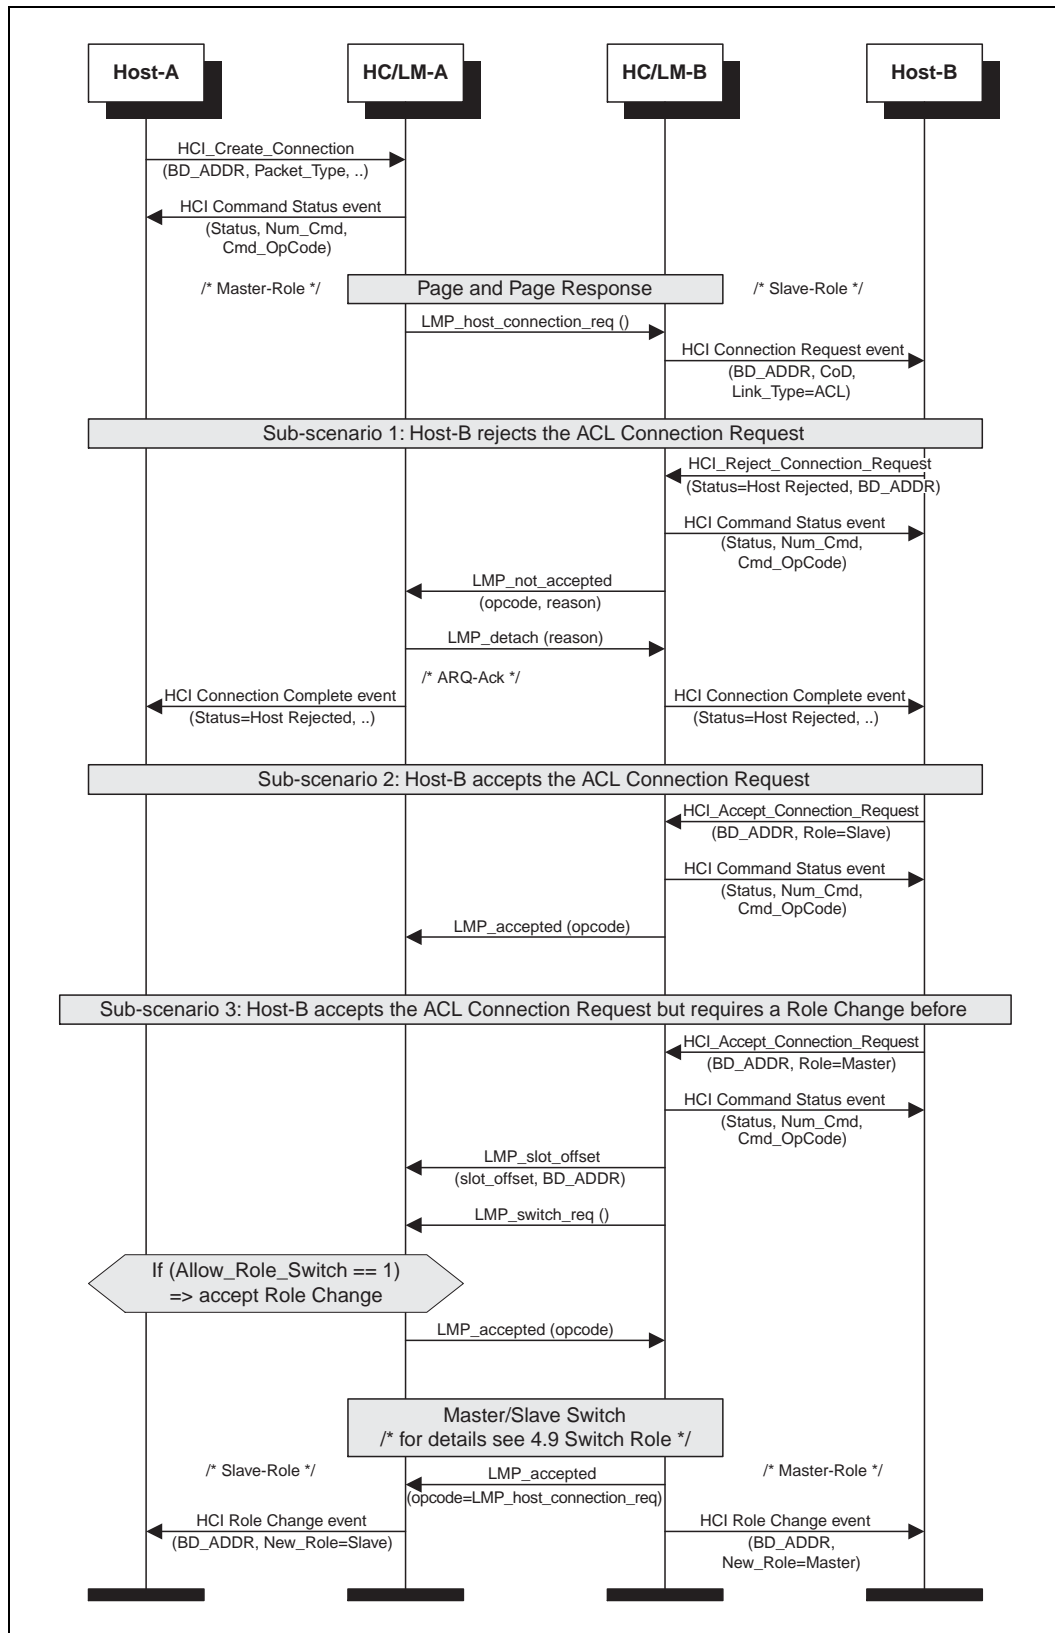 Host-A
HC/LM-A
HC/LM-B
Host-B
HCI_Create_Connection
(BD_ADDR, Packet_Type, ..)
HCI Command Status event
(Status, Num_Cmd,
Cmd_OpCode)
/* Master-Role */
Page and Page Response
/* Slave-Role */
LMP_host_connection_req ()
HCI Connection Request event
(BD_ADDR, CoD,
Link_Type=ACL)
Sub-scenario 1: Host-B rejects the ACL Connection Request
HCI_Reject_Connection_Request
(Status=Host Rejected, BD_ADDR)
HCI Command Status event
(Status, Num_Cmd,
Cmd_OpCode)
LMP_not_accepted
(opcode, reason)
LMP_detach (reason)
/* ARQ-Ack */
HCI Connection Complete event
(Status=Host Rejected, ..)
HCI Connection Complete event
(Status=Host Rejected, ..)
Sub-scenario 2: Host-B accepts the ACL Connection Request
HCI_Accept_Connection_Request
(BD_ADDR, Role=Slave)
HCI Command Status event
(Status, Num_Cmd,
Cmd_OpCode)
LMP_accepted (opcode)
Sub-scenario 3: Host-B accepts the ACL Connection Request but requires a Role Change before
HCI_Accept_Connection_Request
(BD_ADDR, Role=Master)
HCI Command Status event
(Status, Num_Cmd,
Cmd_OpCode)
LMP_slot_offset
(slot_offset, BD_ADDR)
LMP_switch_req ()
If (Allow_Role_Switch == 1)
=> accept Role Change
LMP_accepted (opcode)
Master/Slave Switch
/* for details see 4.9 Switch Role */
/* Slave-Role */
LMP_accepted
(opcode=LMP_host_connection_req)
/* Master-Role */
HCI Role Change event
(BD_ADDR, New_Role=Slave)
HCI Role Change event
(BD_ADDR,
New_Role=Master)